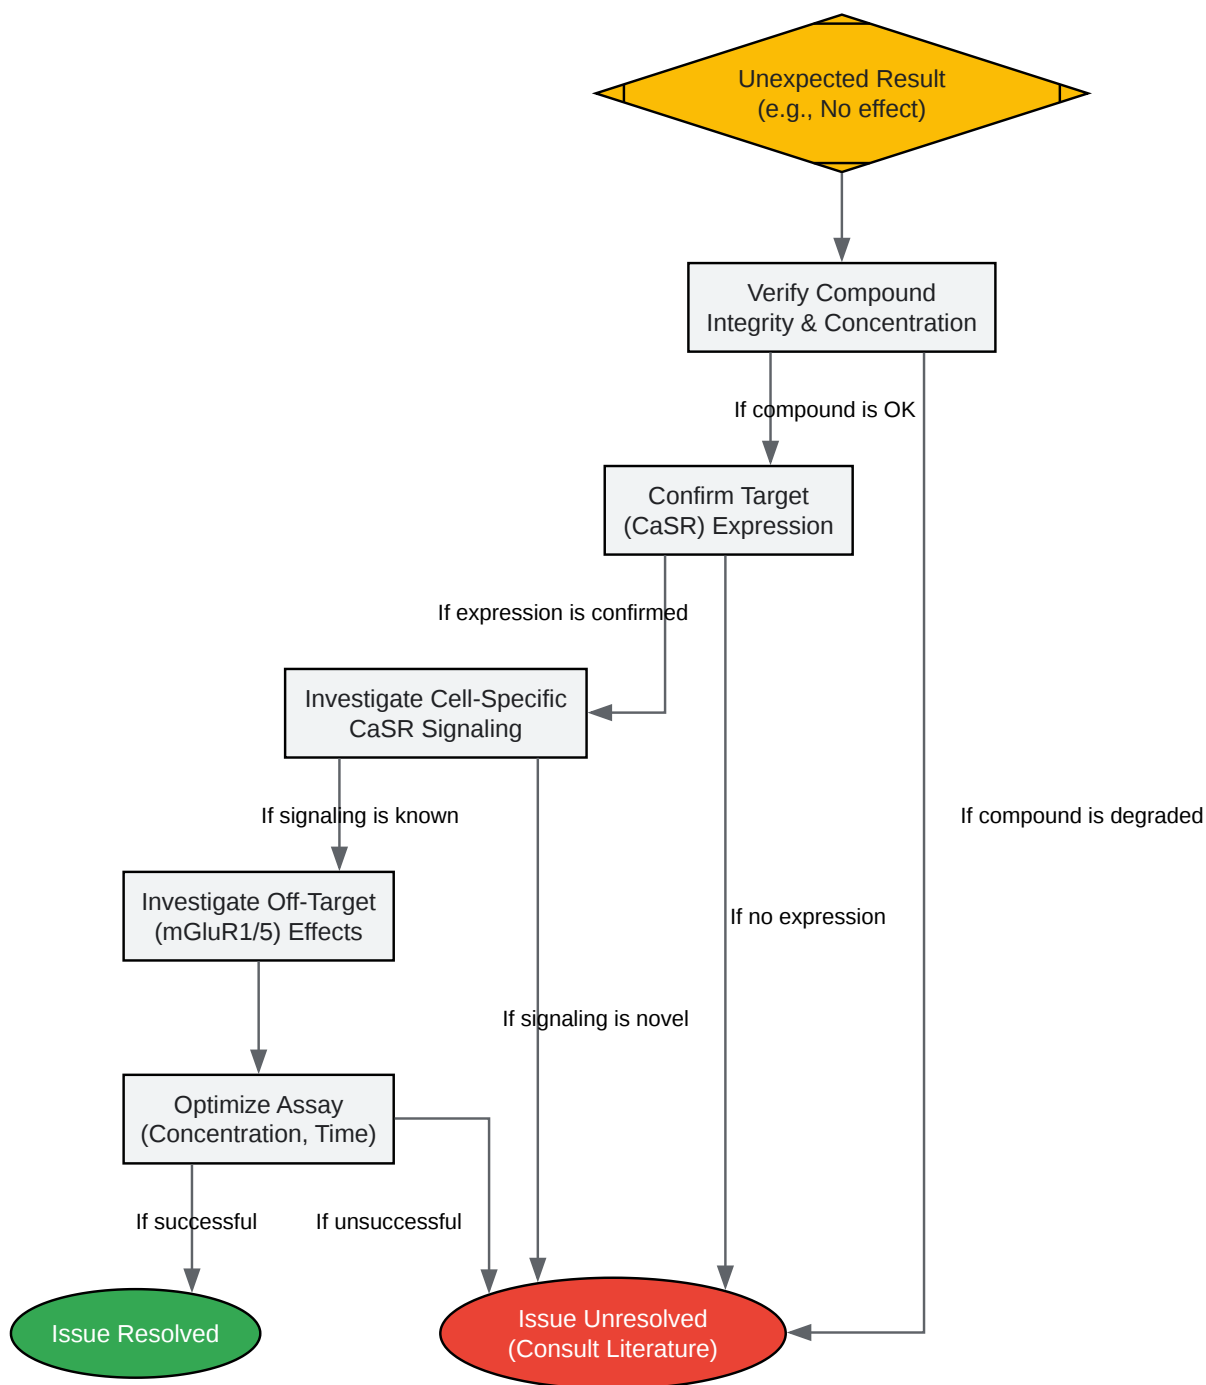 Unexpected Result
(e.g., No effect)
Verify Compound
Integrity & Concentration
If compound is OK
Confirm Target
(CaSR) Expression
If expression is confirmed
Investigate Cell-Specific
CaSR Signaling
If signaling is known
If compound is degraded
Investigate Off-Target
(mGluR1/5) Effects
If no expression
If signaling is novel
Optimize Assay
(Concentration, Time)
If successful
If unsuccessful
Issue Resolved
Issue Unresolved
(Consult Literature)